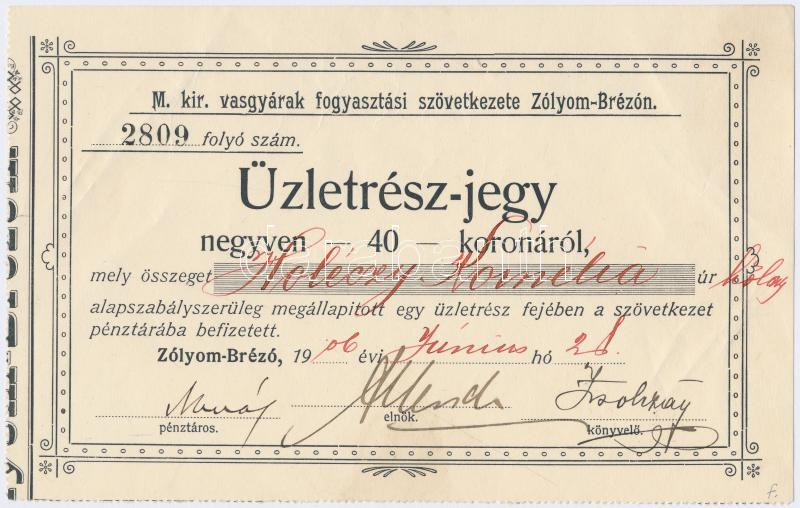 M. kir. vasgyárak fogyasztási szövetkezete Zólyom-Brézón.
2809 folyó szám.
Üzletrész-jegy
negyven — 40 — koronáról,
mely összeget Holéczy Kornélia úr
alapszabályszerüleg megállapitott egy üzletrész fejében a szövetkezet
pénztárába befizetett.
Zólyom-Brézó, 1906 évi Június hó 28.
pénztáros. elnök. könyvelő.
f.